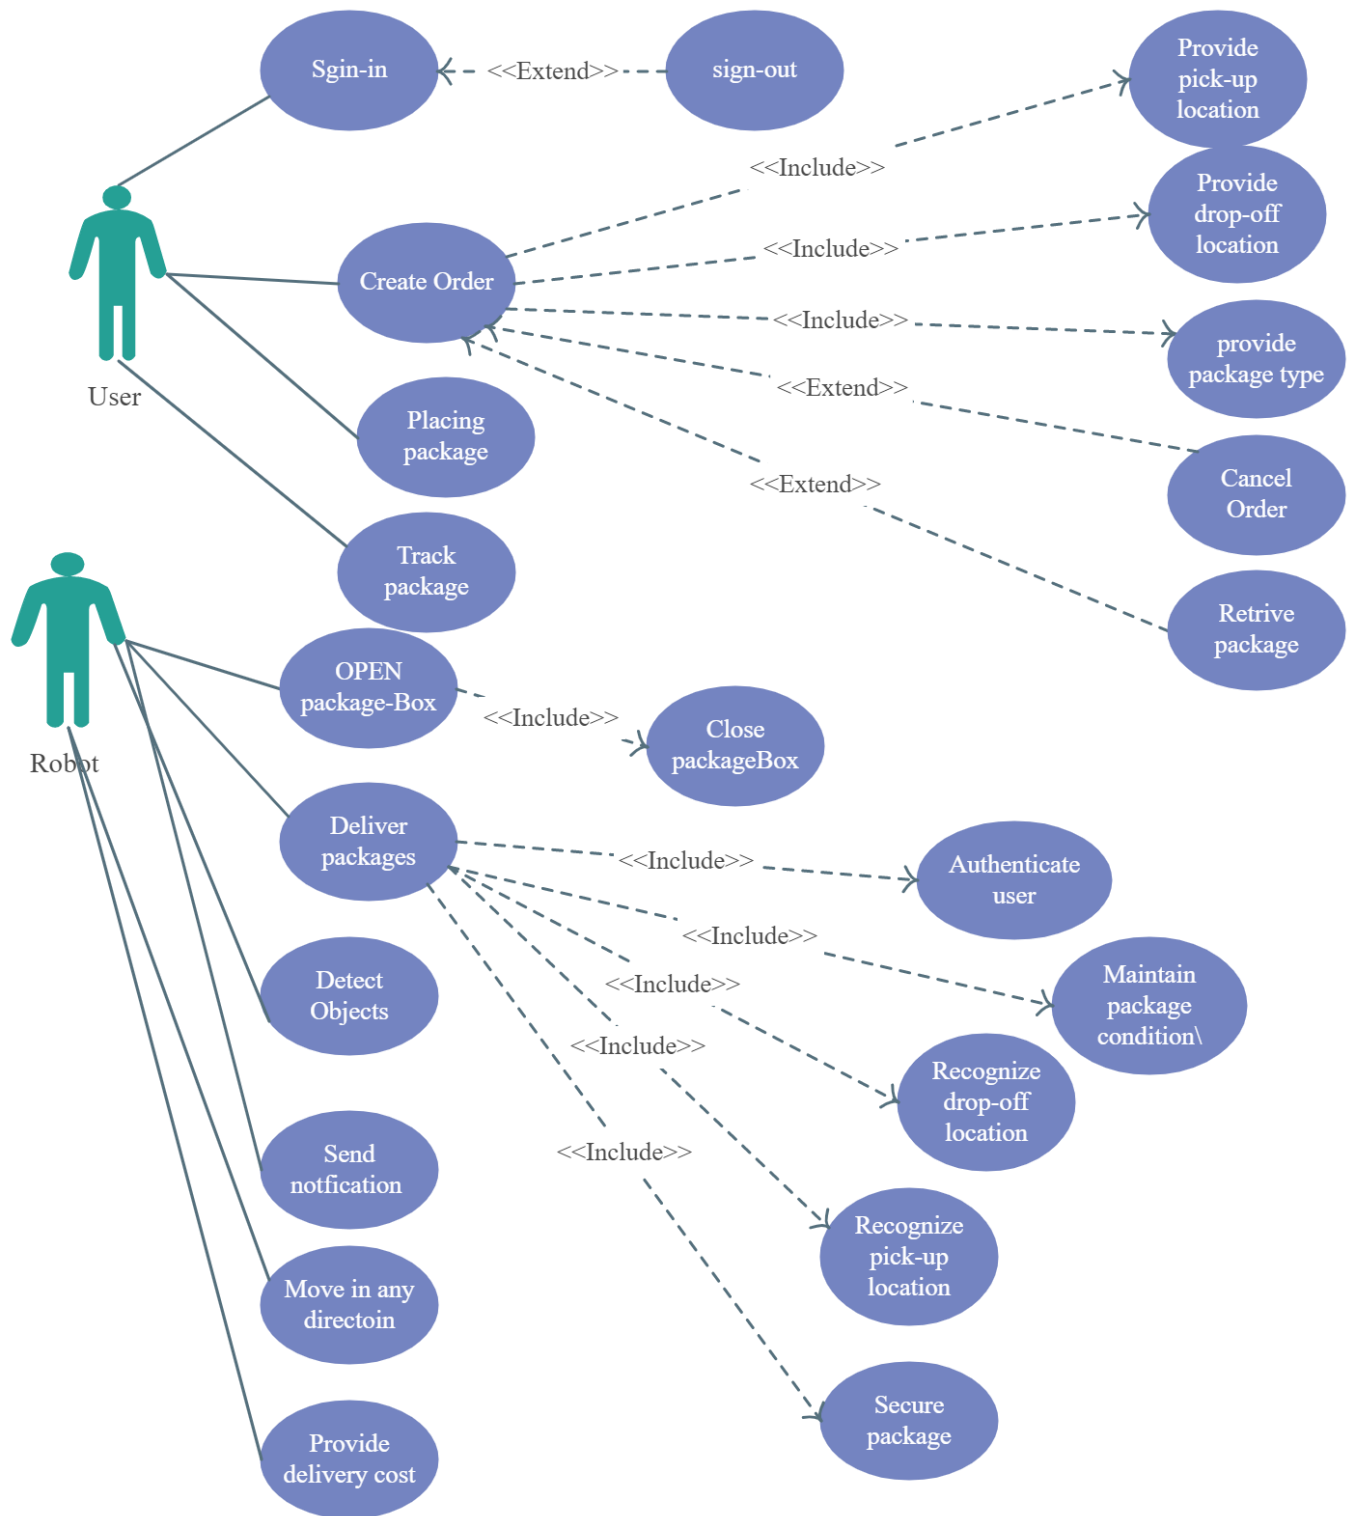 Sgin-in
<<Extend>>
sign-out
Provide
pick-up
location
<<Include>>
Provide
drop-off
location
<<Include>>
Create Order
<<Include>>
provide
package type
User
<<Extend>>
Placing
package
<<Extend>>
Cancel
Order
Track
package
Retrive
package
OPEN
package-Box
<<Include>>
Close
packageBox
Robot
Deliver
packages
<<Include>>
Authenticate
user
<<Include>>
Maintain
package
condition\
<<Include>>
Detect
Objects
<<Include>>
Recognize
drop-off
location
<<Include>>
Send
notfication
Recognize
pick-up
location
Move in any
directoin
Secure
package
Provide
delivery cost